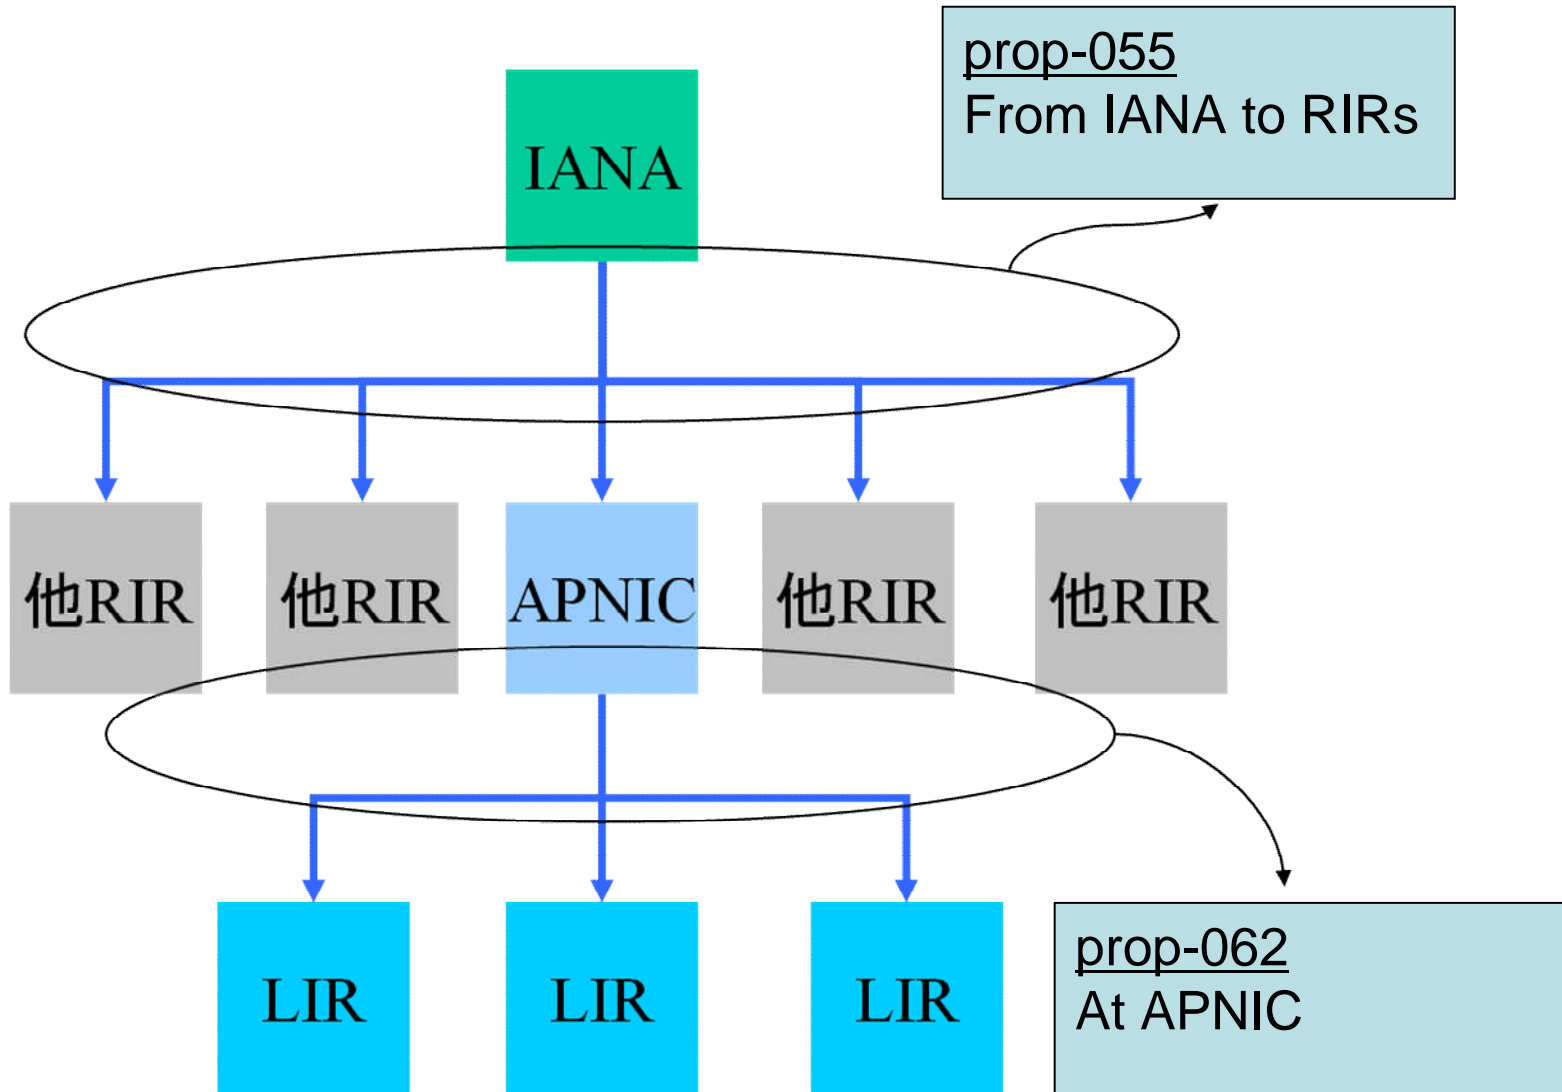 prop-055
From IANA to RIRs
IANA
他RIR
他RIR
APNIC
他RIR
他RIR
LIR
LIR
LIR
prop-062
At APNIC